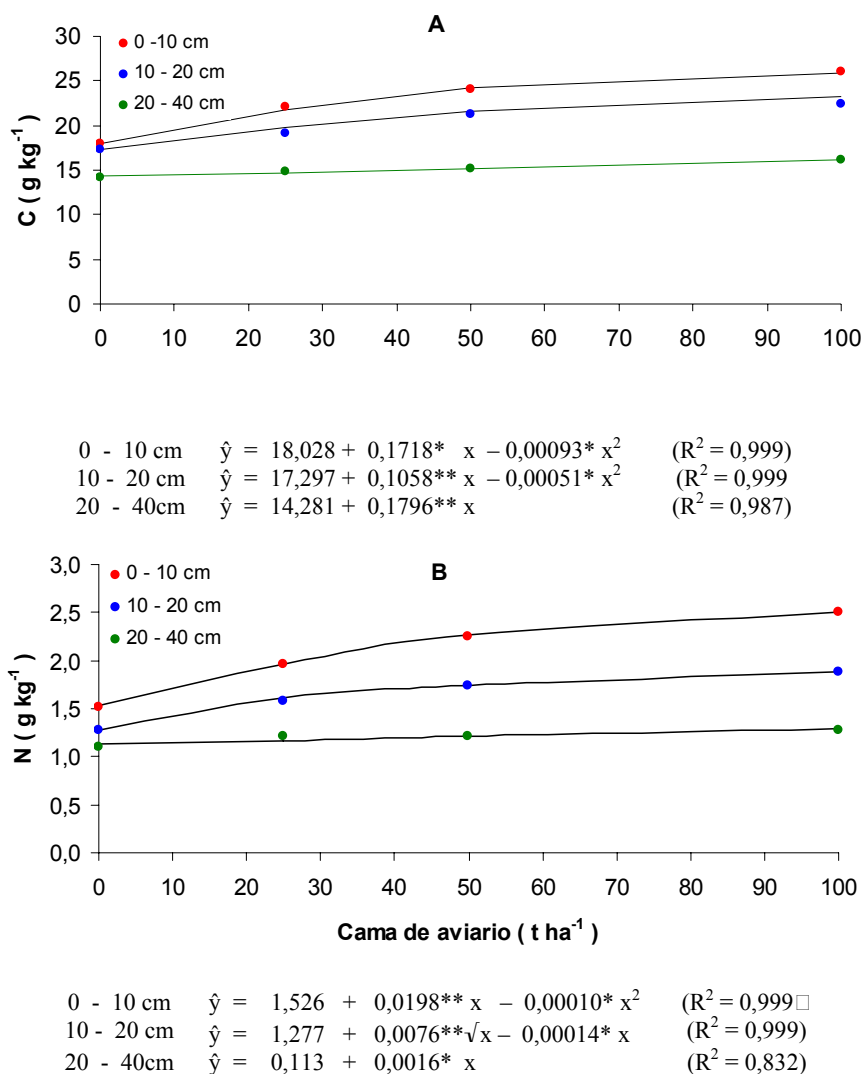 A
0 -10 cm
10 - 20 cm
20 - 40 cm
30
25
20
15
10
5
0
C ( g kg⁻¹ )
0 10 20 30 40 50 60 70 80 90 100
0 - 10 cm ŷ = 18,028 + 0,1718* x – 0,00093* x² (R² = 0,999)
10 - 20 cm ŷ = 17,297 + 0,1058** x – 0,00051* x² (R² = 0,999
20 - 40cm ŷ = 14,281 + 0,1796** x (R² = 0,987)
B
0 - 10 cm
10 - 20 cm
20 - 40 cm
3,0
2,5
2,0
1,5
1,0
0,5
0,0
N ( g kg⁻¹ )
0 10 20 30 40 50 60 70 80 90 100
Cama de aviario ( t ha⁻¹ )
0 - 10 cm ŷ = 1,526 + 0,0198** x – 0,00010* x² (R² = 0,999□
10 - 20 cm ŷ = 1,277 + 0,0076**√x – 0,00014* x (R² = 0,999)
20 - 40cm ŷ = 0,113 + 0,0016* x (R² = 0,832)